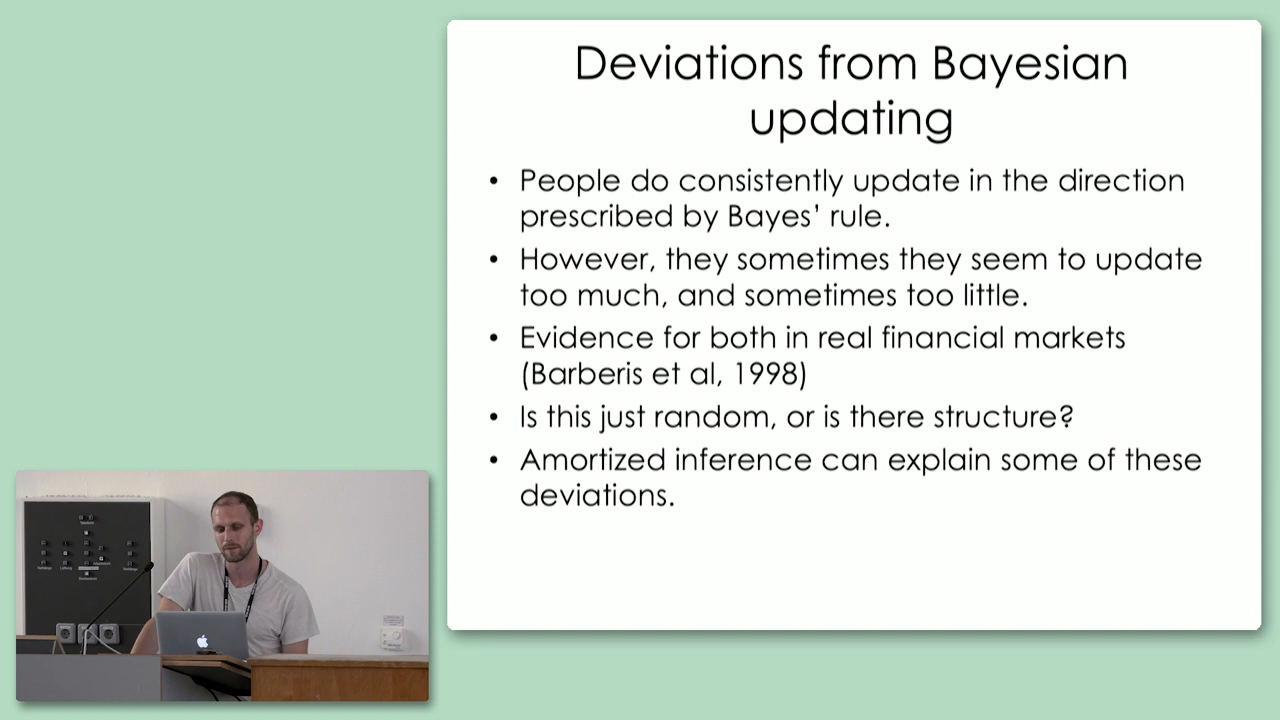 Deviations from Bayesian
updating
• People do consistently update in the direction
prescribed by Bayes’ rule.
• However, they sometimes they seem to update
too much, and sometimes too little.
• Evidence for both in real financial markets
(Barberis et al, 1998)
• Is this just random, or is there structure?
• Amortized inference can explain some of these
deviations.